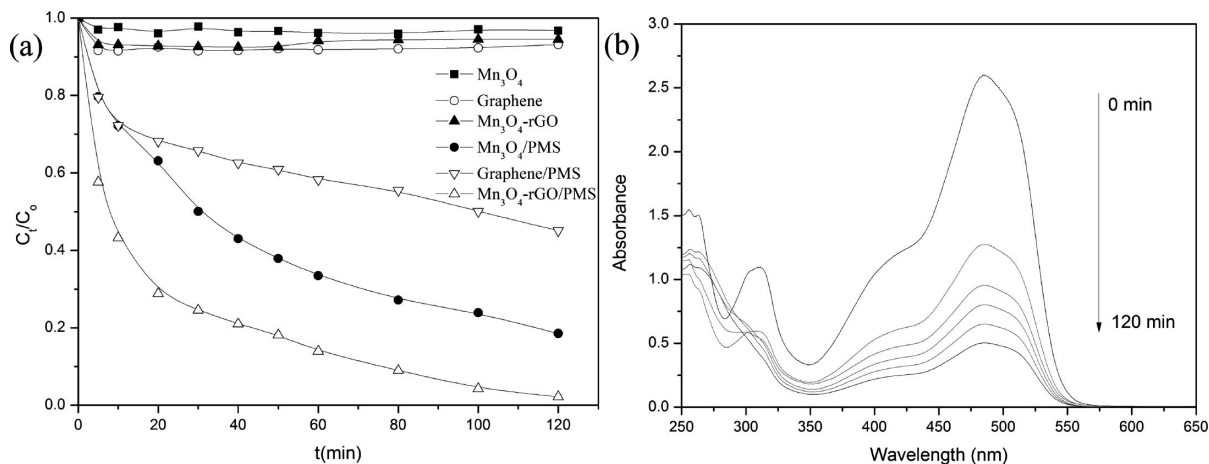 (a)
1.0
0.8
0.6
0.4
0.2
0.0
C_t/C_o
0 20 40 60 80 100 120
t(min)
Mn₃O₄
Graphene
Mn₃O₄-rGO
Mn₃O₄/PMS
Graphene/PMS
Mn₃O₄-rGO/PMS
(b)
3.0
2.5
2.0
1.5
1.0
0.5
0.0
Absorbance
0 min
120 min
250 300 350 400 450 500 550 600 650
Wavelength (nm)